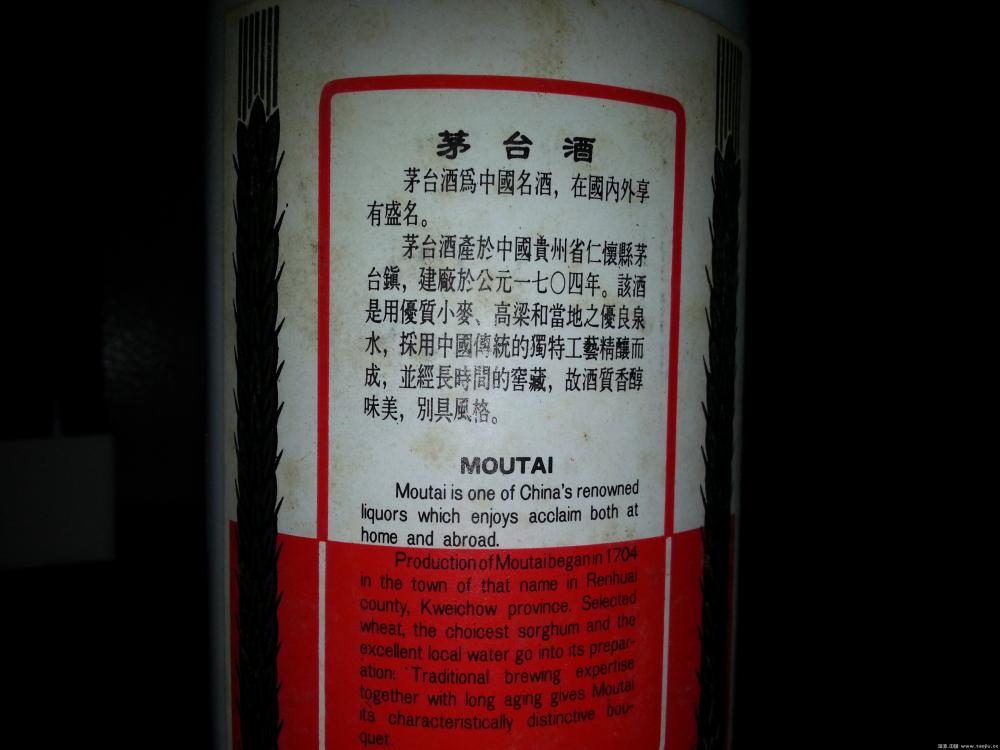 茅台酒
茅台酒爲中國名酒，在國內外享
有盛名。
茅台酒產於中國貴州省仁懷縣茅
台鎭，建廠於公元一七〇四年。該酒
是用優質小麥、高梁和當地之優良泉
水，採用中國傳統的獨特工藝精釀而
成，並經長時間的窖藏，故酒質香醇
味美，別具風格。
MOUTAI
Moutai is one of China's renowned
liquors which enjoys acclaim both at
home and abroad.
Production of Moutai began in 1704
in the town of that name in Renhuai
county, Kweichow province. Selected
wheat, the choicest sorghum and the
excellent local water go into its prepar-
ation: Traditional brewing expertise
together with long aging gives Moutai
its characteristically distinctive bou-
quet.